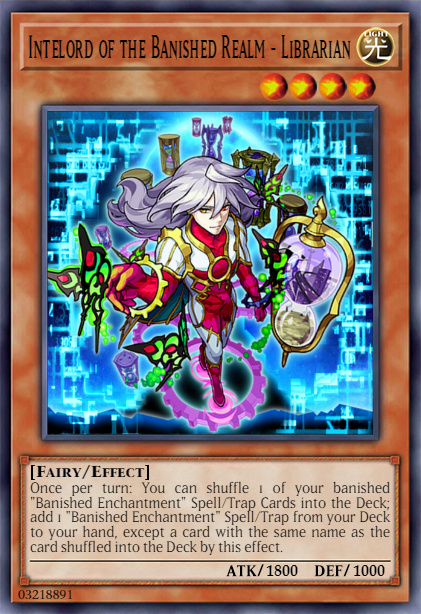 Intelord of the Banished Realm - Librarian
LIGHT
光
[Fairy/Effect]
Once per turn: You can shuffle 1 of your banished
"Banished Enchantment" Spell/Trap Cards into the Deck;
add 1 "Banished Enchantment" Spell/Trap from your Deck
to your hand, except a card with the same name as the
card shuffled into the Deck by this effect.
ATK/1800 DEF/1000
03218891